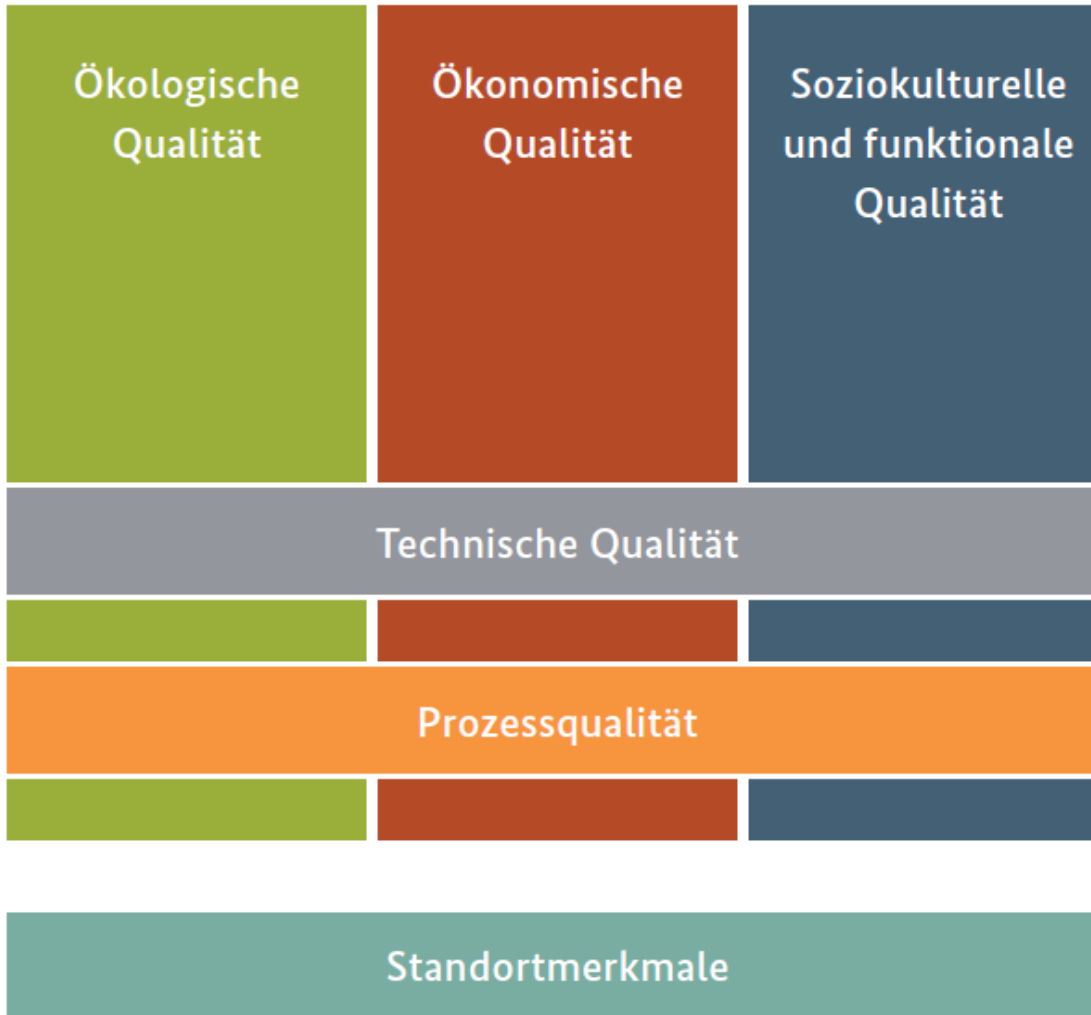 Ökologische
Qualität
Ökonomische
Qualität
Soziokulturelle
und funktionale
Qualität
Technische Qualität
Prozessqualität
Standortmerkmale